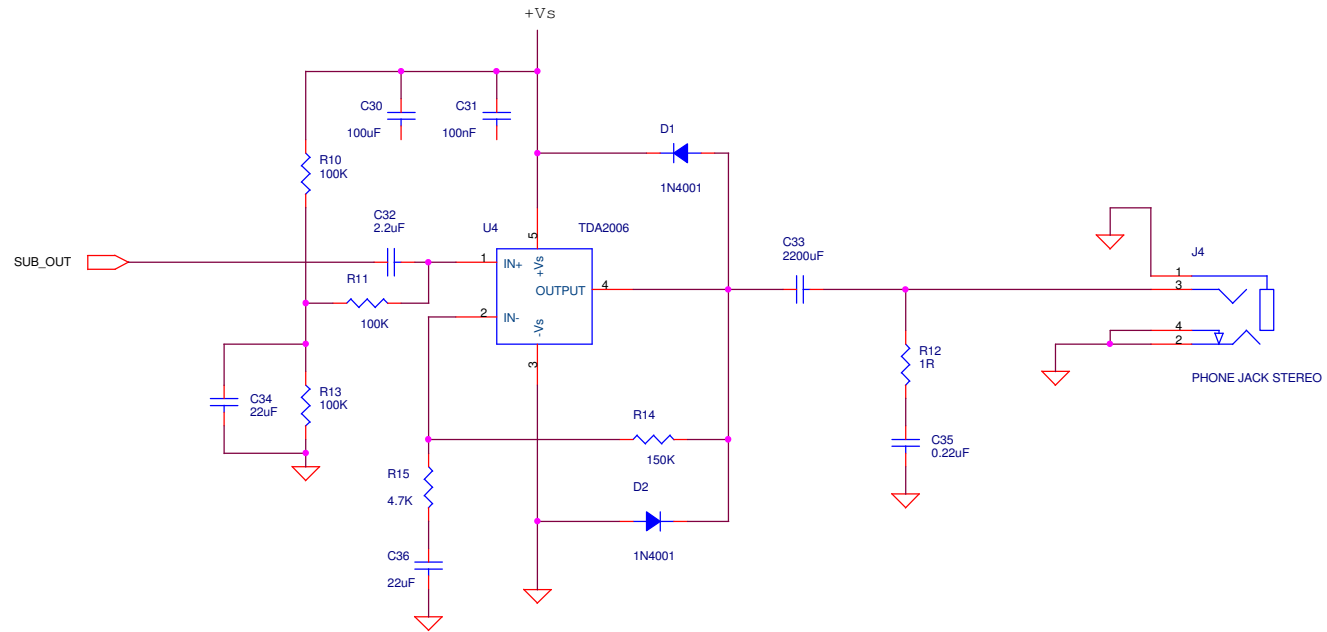 +Vs
C30
100uF
C31
100nF
D1
1N4001
R10
100K
C32
2.2uF
U4
TDA2006
SUB_OUT
R11
100K
1
IN+
2
IN-
5
+Vs
OUTPUT
4
-Vs
3
C33
2200uF
J4
1
3
4
2
PHONE JACK STEREO
R12
1R
C35
0.22uF
C34
22uF
R13
100K
R14
150K
R15
4.7K
D2
1N4001
C36
22uF